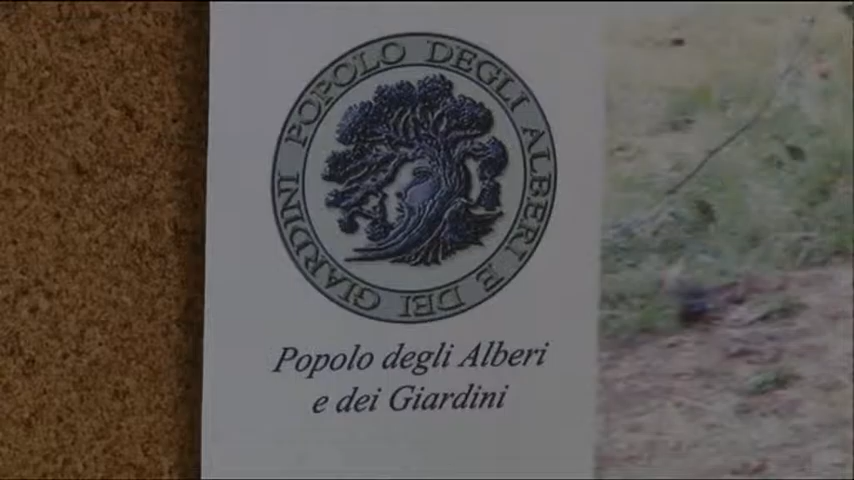 POPOLO DEGLI ALBERI E DEI GIARDINI
Popolo degli Alberi
e dei Giardini